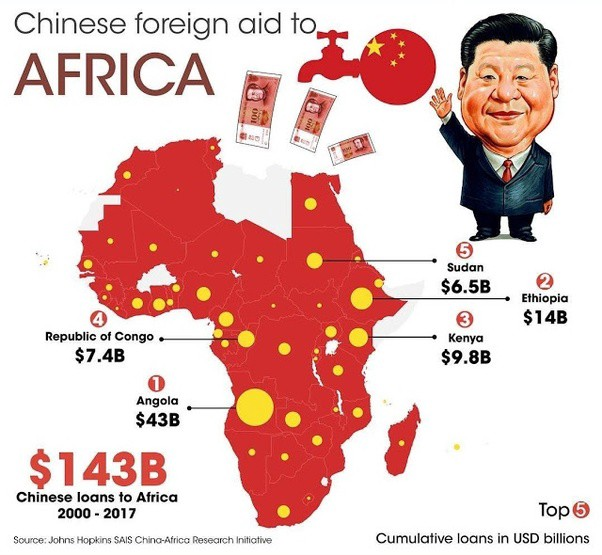 Chinese foreign aid to
AFRICA
100
100
5
Sudan
$6.5B
2
Ethiopia
$14B
3
Kenya
$9.8B
4
Republic of Congo
$7.4B
1
Angola
$43B
$143B
Chinese loans to Africa
2000 - 2017
Top 5
Source: Johns Hopkins SAIS China-Africa Research Initiative
Cumulative loans in USD billions